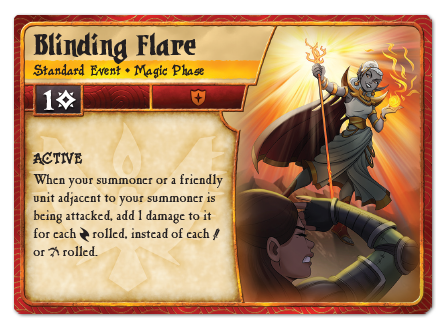 Blinding Flare
Standard Event • Magic Phase
1
ACTIVE
When your summoner or a friendly
unit adjacent to your summoner is
being attacked, add 1 damage to it
for each rolled, instead of each
or rolled.